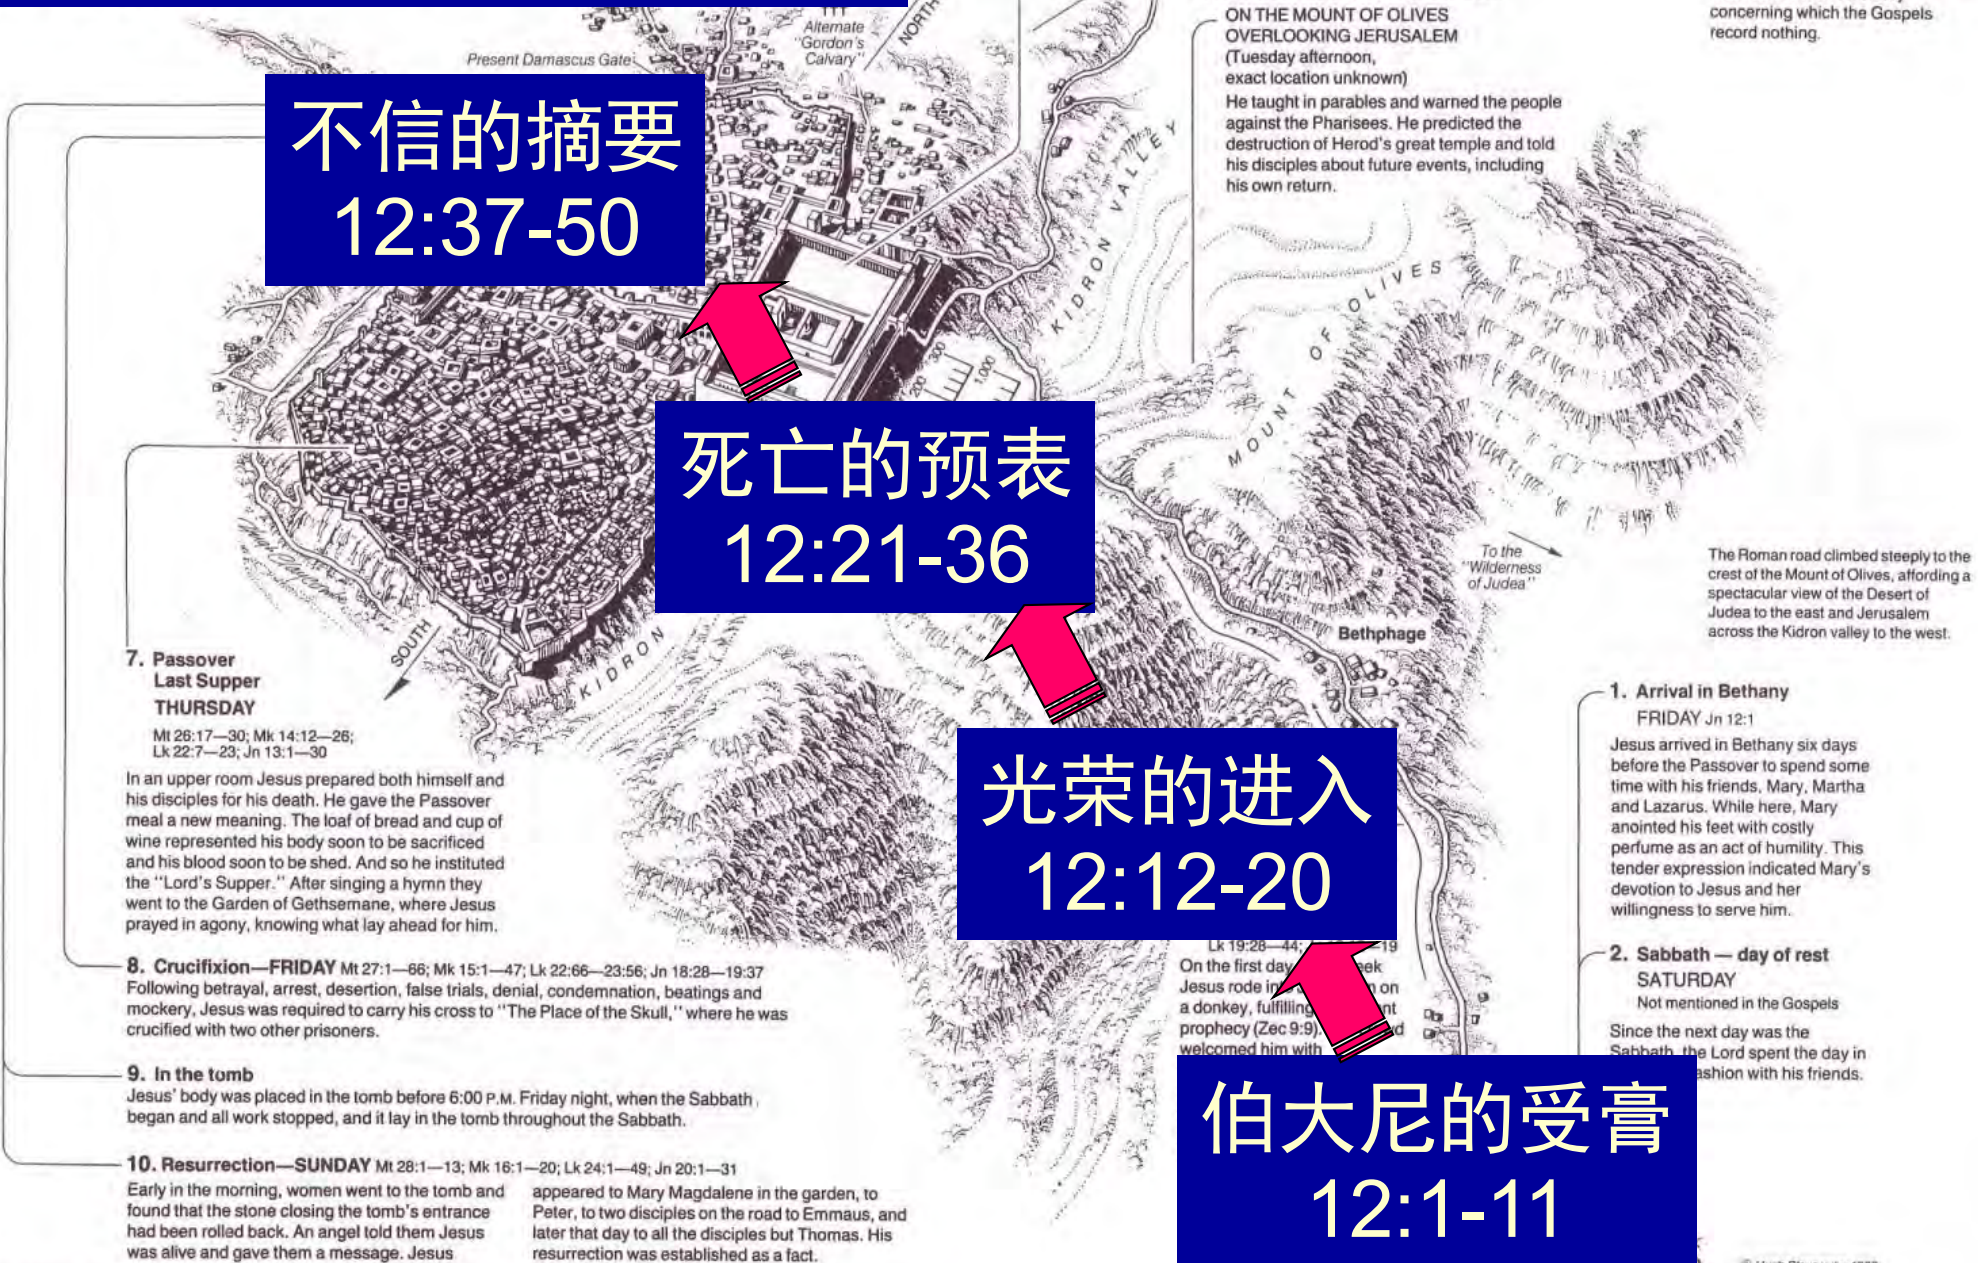 Alternate
"Gordon's
Calvary"
NORTH
Present Damascus Gate
ON THE MOUNT OF OLIVES
OVERLOOKING JERUSALEM
(Tuesday afternoon,
exact location unknown)
He taught in parables and warned the people
against the Pharisees. He predicted the
destruction of Herod's great temple and told
his disciples about future events, including
his own return.
concerning which the Gospels
record nothing.
不信的摘要
12:37-50
KIDRON VALLEY
MOUNT OF OLIVES
300
200
1,000
死亡的预表
12:21-36
To the
"Wilderness
of Judea"
The Roman road climbed steeply to the
crest of the Mount of Olives, affording a
spectacular view of the Desert of
Judea to the east and Jerusalem
across the Kidron valley to the west.
Bethphage
SOUTH
KIDRON
7. Passover
Last Supper
THURSDAY
Mt 26:17—30; Mk 14:12—26;
Lk 22:7—23; Jn 13:1—30
In an upper room Jesus prepared both himself and
his disciples for his death. He gave the Passover
meal a new meaning. The loaf of bread and cup of
wine represented his body soon to be sacrificed
and his blood soon to be shed. And so he instituted
the "Lord's Supper." After singing a hymn they
went to the Garden of Gethsemane, where Jesus
prayed in agony, knowing what lay ahead for him.
光荣的进入
12:12-20
1. Arrival in Bethany
FRIDAY Jn 12:1
Jesus arrived in Bethany six days
before the Passover to spend some
time with his friends, Mary, Martha
and Lazarus. While here, Mary
anointed his feet with costly
perfume as an act of humility. This
tender expression indicated Mary's
devotion to Jesus and her
willingness to serve him.
2. Sabbath — day of rest
SATURDAY
Not mentioned in the Gospels
Since the next day was the
Sabbath, the Lord spent the day in
ashion with his friends.
Lk 19:28—44; —19
On the first day eek
Jesus rode in m on
a donkey, fulfilling nt
prophecy (Zec 9:9). d
welcomed him with
8. Crucifixion—FRIDAY Mt 27:1—66; Mk 15:1—47; Lk 22:66—23:56; Jn 18:28—19:37
Following betrayal, arrest, desertion, false trials, denial, condemnation, beatings and
mockery, Jesus was required to carry his cross to "The Place of the Skull," where he was
crucified with two other prisoners.
9. In the tomb
Jesus' body was placed in the tomb before 6:00 P.M. Friday night, when the Sabbath
began and all work stopped, and it lay in the tomb throughout the Sabbath.
10. Resurrection—SUNDAY Mt 28:1—13; Mk 16:1—20; Lk 24:1—49; Jn 20:1—31
Early in the morning, women went to the tomb and
found that the stone closing the tomb's entrance
had been rolled back. An angel told them Jesus
was alive and gave them a message. Jesus
appeared to Mary Magdalene in the garden, to
Peter, to two disciples on the road to Emmaus, and
later that day to all the disciples but Thomas. His
resurrection was established as a fact.
伯大尼的受膏
12:1-11